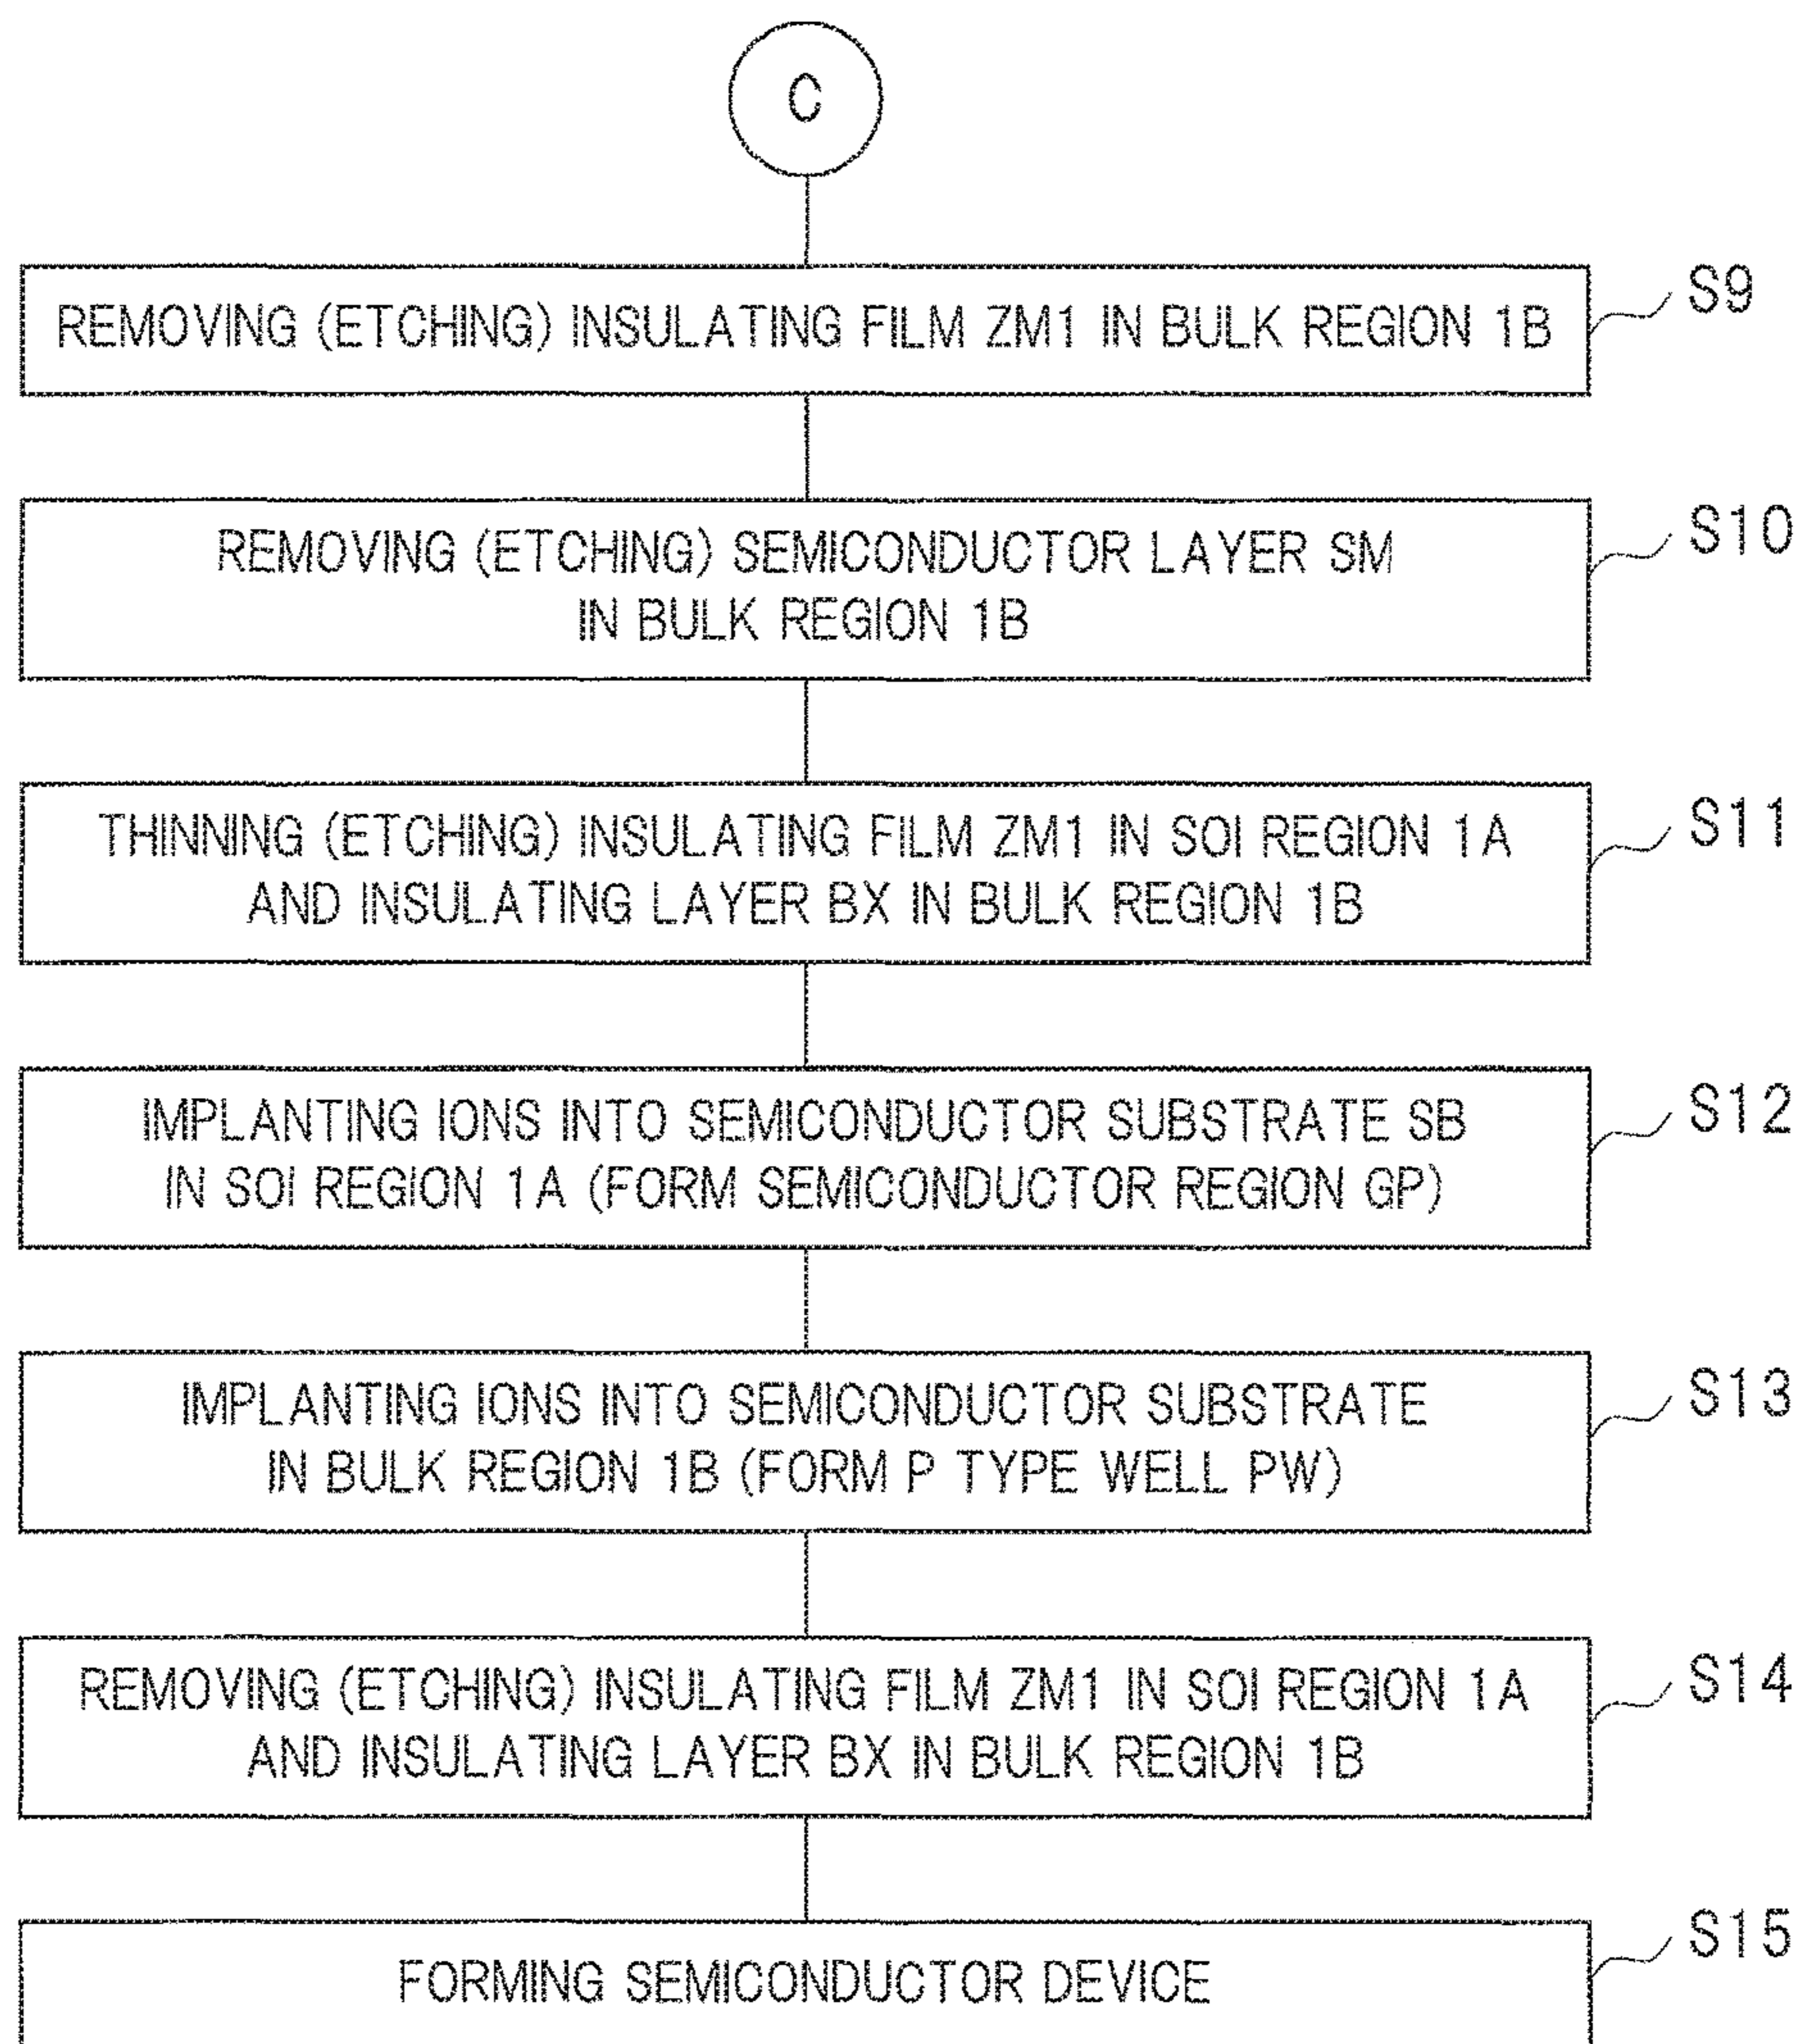 C
REMOVING (ETCHING) INSULATING FILM ZM1 IN BULK REGION 1B
S9
REMOVING (ETCHING) SEMICONDUCTOR LAYER SM
IN BULK REGION 1B
S10
THINNING (ETCHING) INSULATING FILM ZM1 IN SOI REGION 1A
AND INSULATING LAYER BX IN BULK REGION 1B
S11
IMPLANTING IONS INTO SEMICONDUCTOR SUBSTRATE SB
IN SOI REGION 1A (FORM SEMICONDUCTOR REGION GP)
S12
IMPLANTING IONS INTO SEMICONDUCTOR SUBSTRATE
IN BULK REGION 1B (FORM P TYPE WELL PW)
S13
REMOVING (ETCHING) INSULATING FILM ZM1 IN SOI REGION 1A
AND INSULATING LAYER BX IN BULK REGION 1B
S14
FORMING SEMICONDUCTOR DEVICE
S15